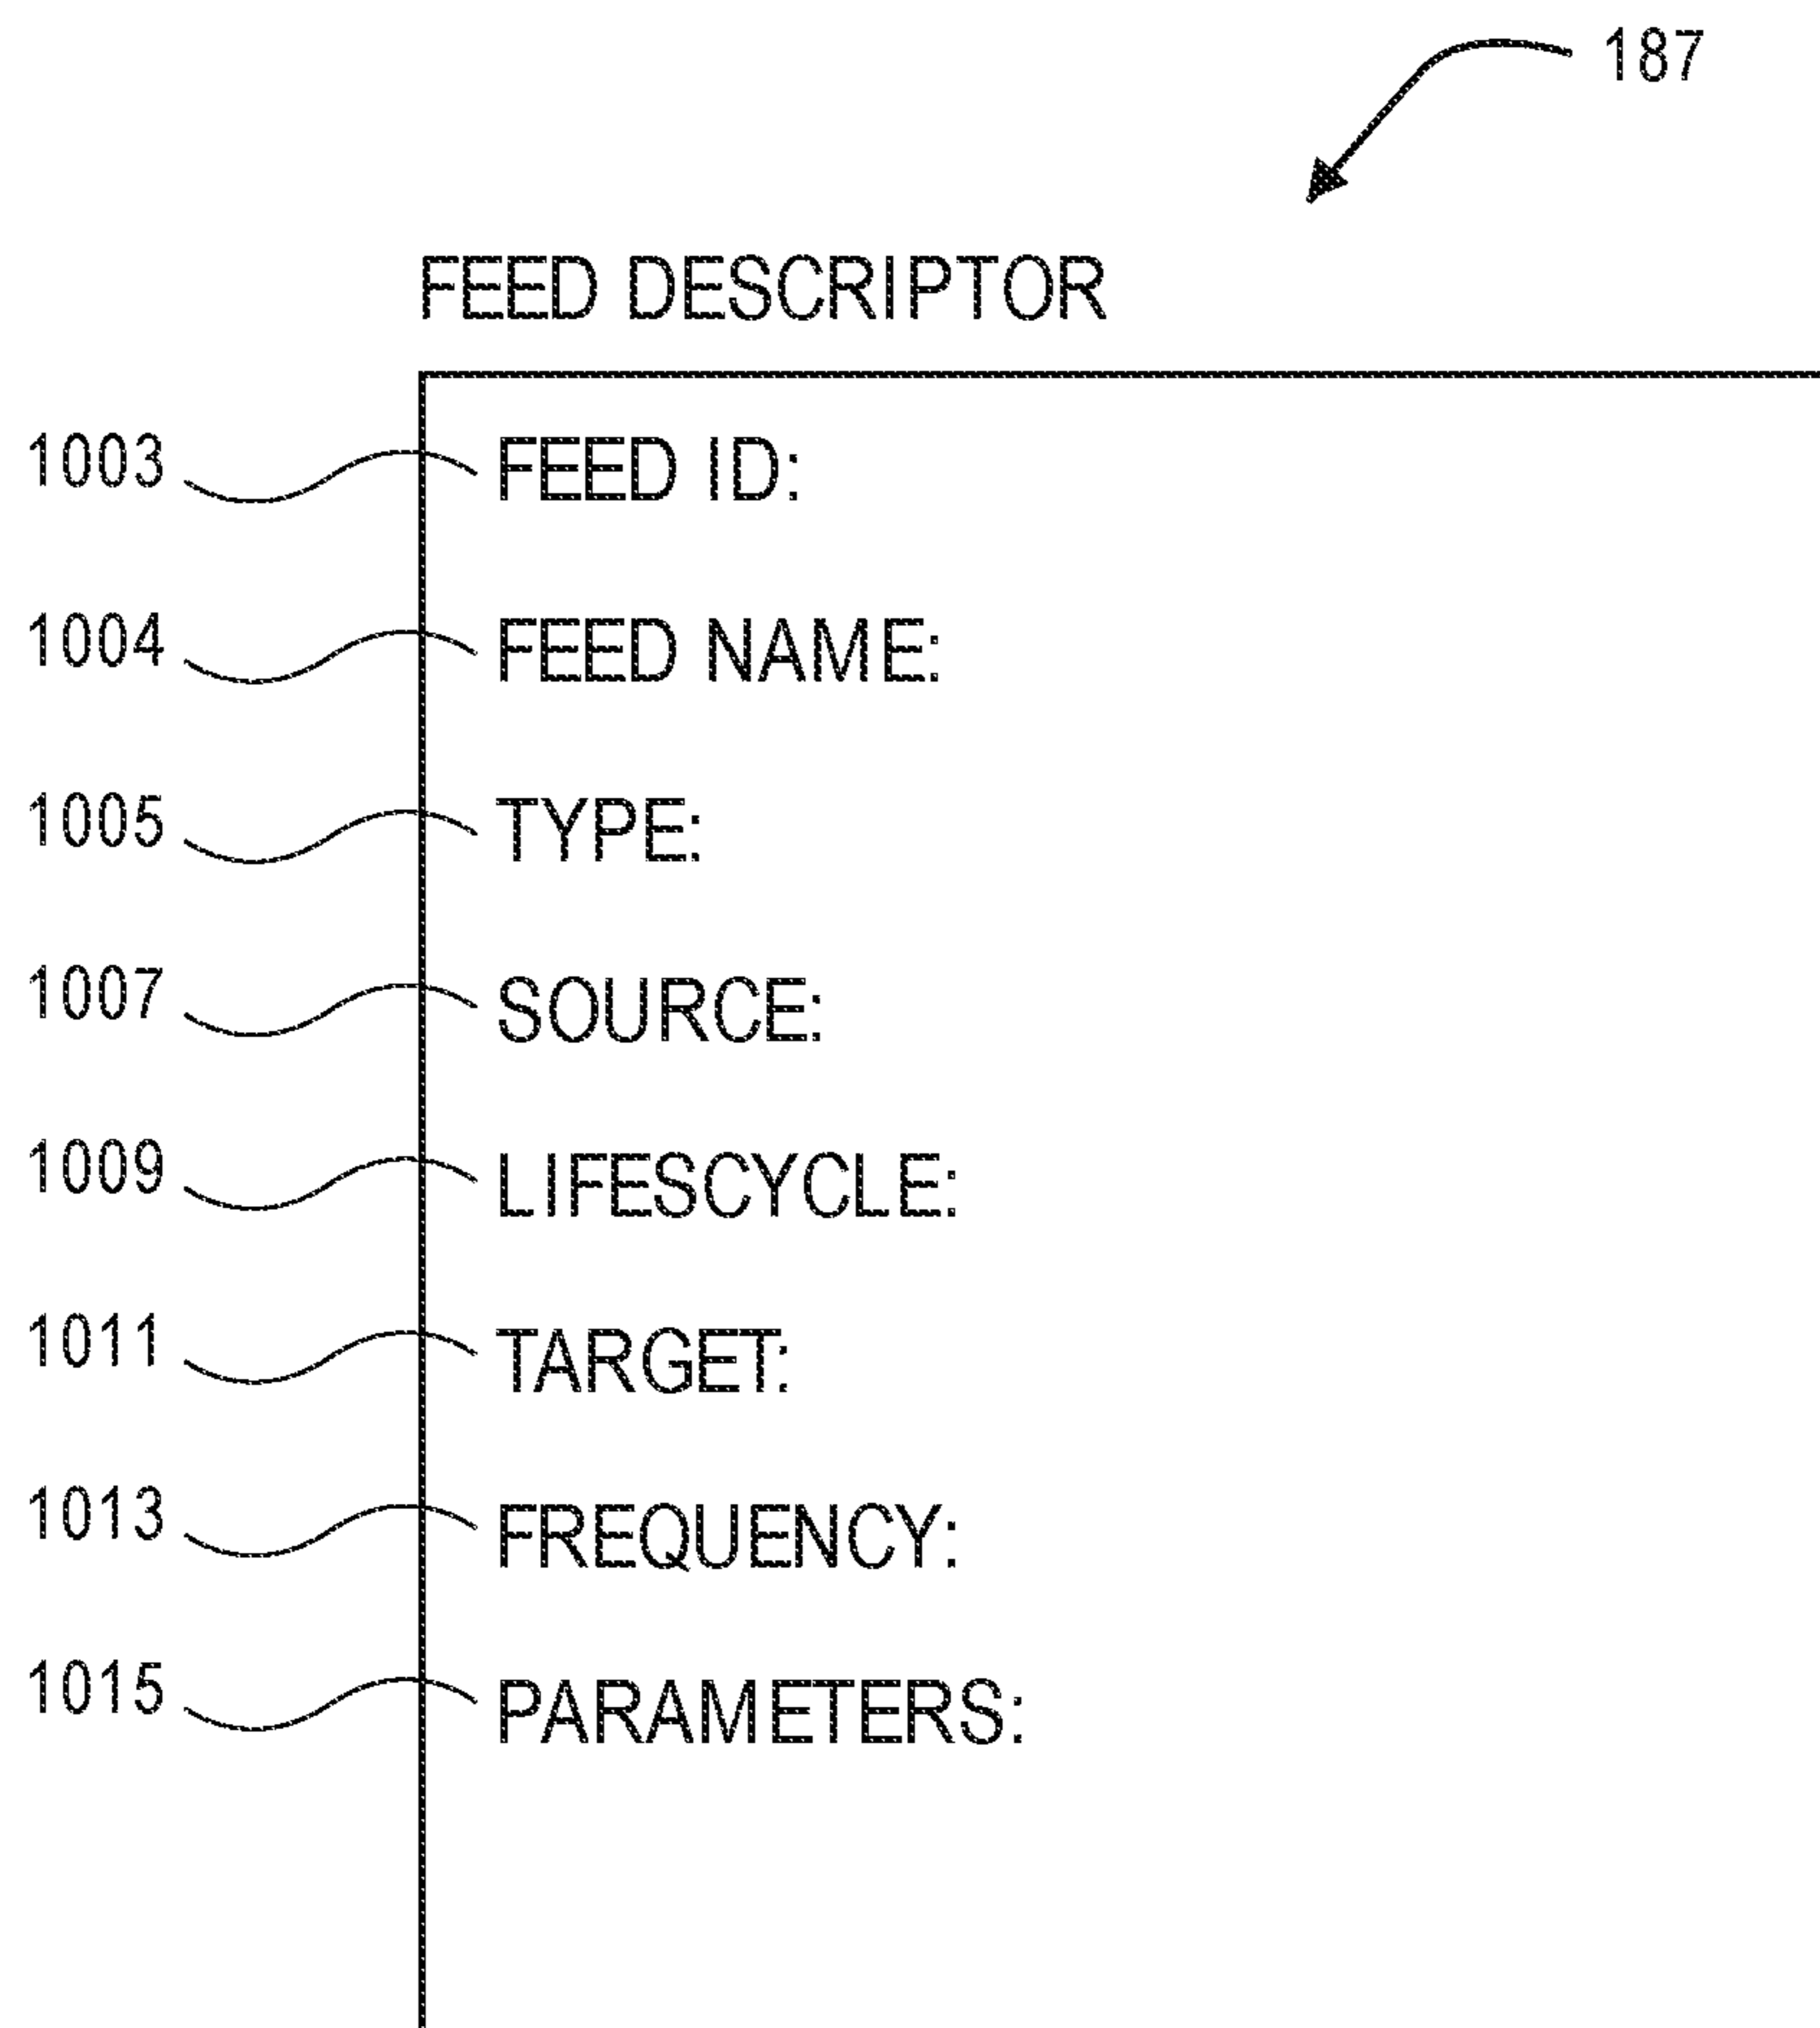 187
FEED DESCRIPTOR
1003 FEED ID:
1004 FEED NAME:
1005 TYPE:
1007 SOURCE:
1009 LIFESCYCLE:
1011 TARGET:
1013 FREQUENCY:
1015 PARAMETERS: